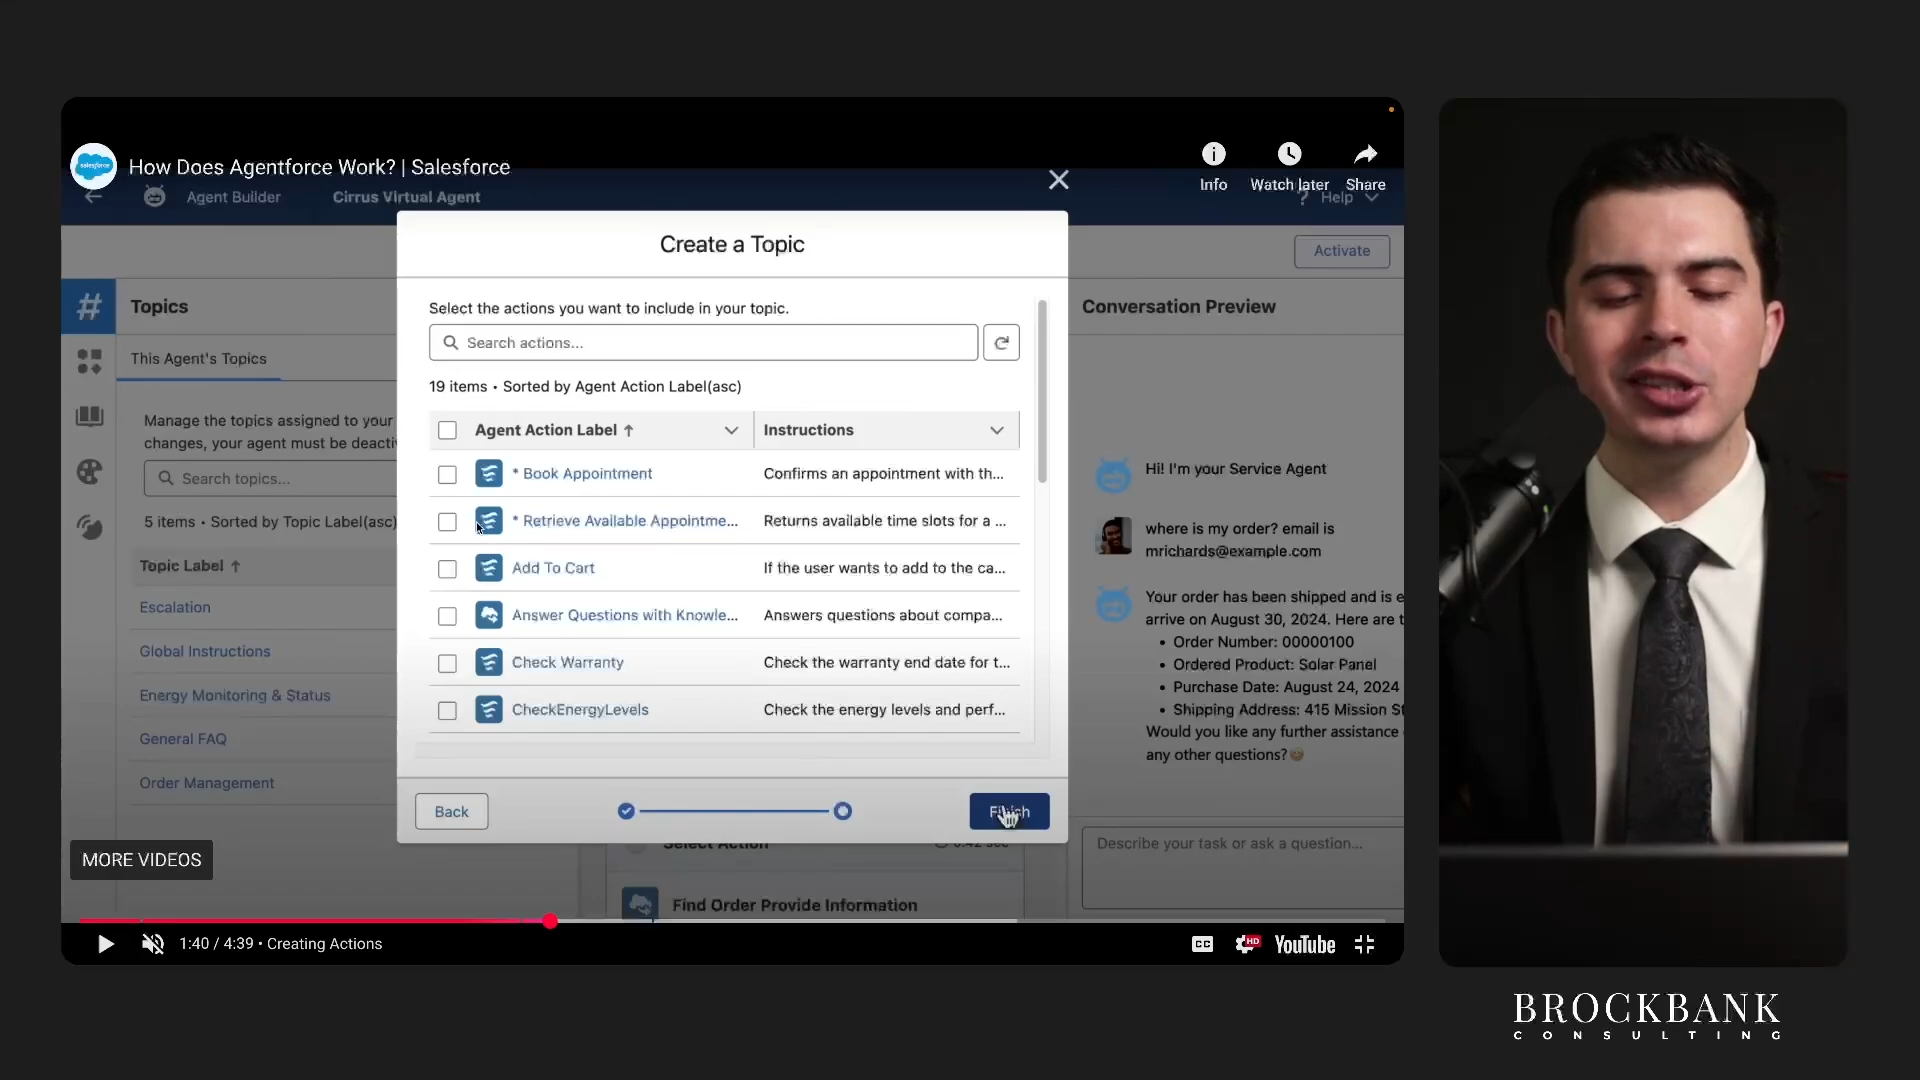 How Does Agentforce Work? | Salesforce
Info
Watch later
Share
Agent Builder
Cirrus Virtual Agent
? Help
Create a Topic
Activate
#
Topics
This Agent's Topics
Manage the topics assigned to your
changes, your agent must be deacti
Search topics...
5 items • Sorted by Topic Label(asc)
Topic Label ↑
Escalation
Global Instructions
Energy Monitoring & Status
General FAQ
Order Management
Select the actions you want to include in your topic.
Search actions...
19 items • Sorted by Agent Action Label(asc)
Agent Action Label ↑
Instructions
* Book Appointment
Confirms an appointment with th...
* Retrieve Available Appointme...
Returns available time slots for a ...
Add To Cart
If the user wants to add to the ca...
Answer Questions with Knowle...
Answers questions about compa...
Check Warranty
Check the warranty end date for t...
CheckEnergyLevels
Check the energy levels and perf...
Back
Finish
Select Action
Find Order Provide Information
Conversation Preview
Hi! I'm your Service Agent
where is my order? email is
mrichards@example.com
Your order has been shipped and is e
arrive on August 30, 2024. Here are t
• Order Number: 00000100
• Ordered Product: Solar Panel
• Purchase Date: August 24, 2024
• Shipping Address: 415 Mission St
Would you like any further assistance
any other questions?
Describe your task or ask a question...
MORE VIDEOS
1:40 / 4:39 • Creating Actions
CC
HD
YouTube
BROCKBANK
CONSULTING